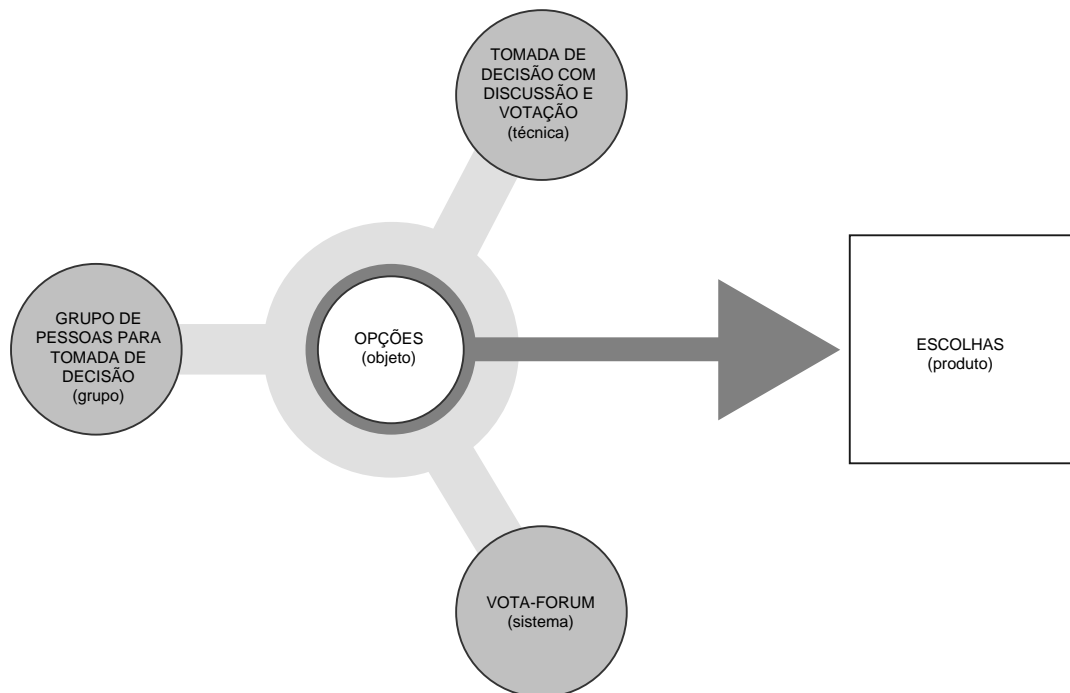 TOMADA DE
DECISÃO COM
DISCUSSÃO E
VOTAÇÃO
(técnica)
GRUPO DE
PESSOAS PARA
TOMADA DE
DECISÃO
(grupo)
OPÇÕES
(objeto)
ESCOLHAS
(produto)
VOTA-FORUM
(sistema)